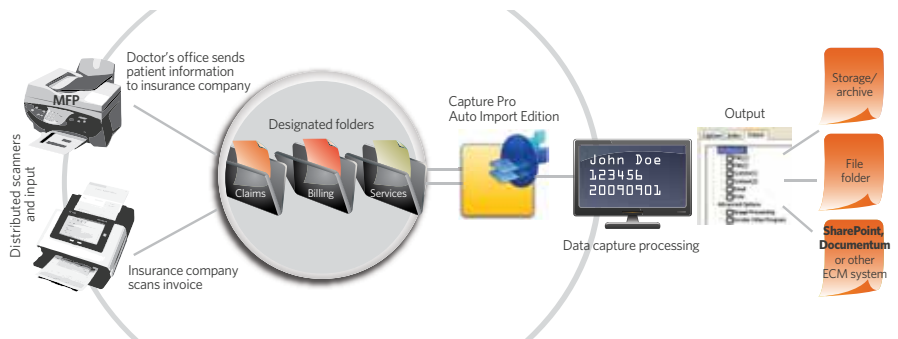 Distributed scanners
and input
MFP
Doctor's office sends
patient information
to insurance company
Insurance company
scans invoice
Designated folders
Claims
Billing
Services
Capture Pro
Auto Import Edition
John Doe
123456
20090901
Data capture processing
Output
Storage/
archive
File
folder
SharePoint,
Documentum
or other
ECM system